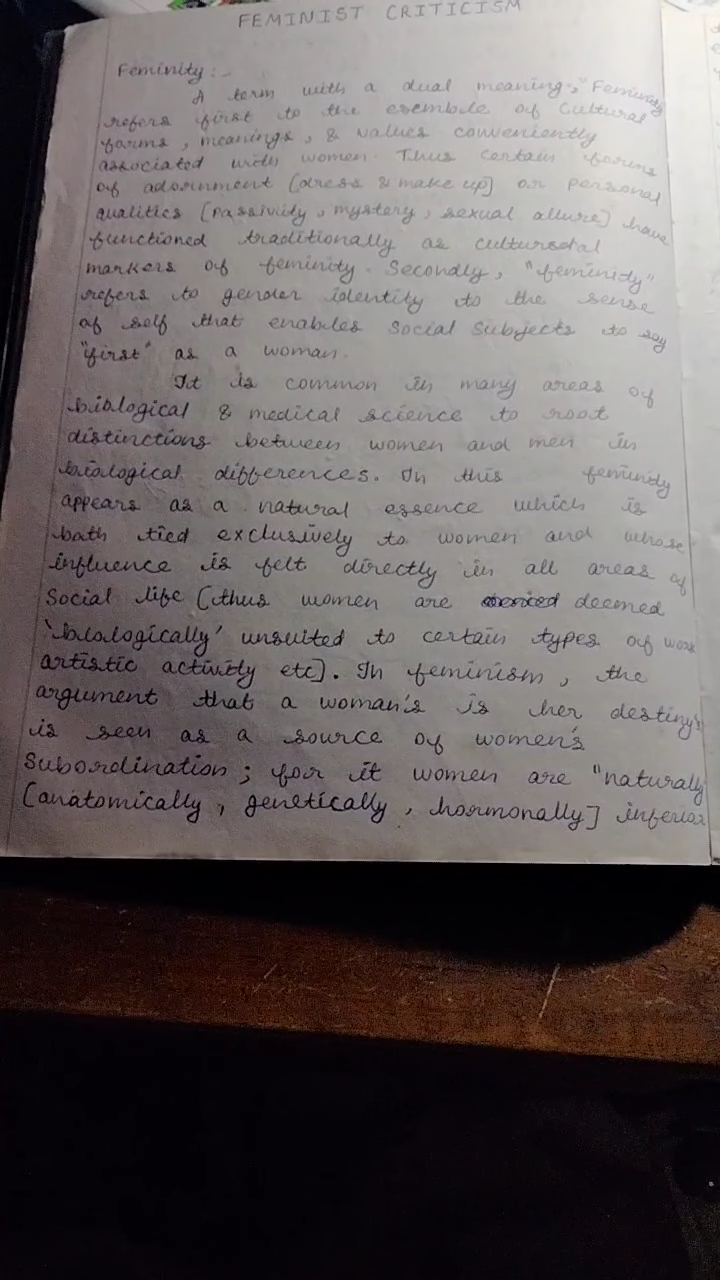 FEMINIST CRITICISM
Feminity :-
A term with a dual meaning, "Feminity
refers first to the esemble of Cultural
forms, meanings, & values conveniently
associated with women. Thus certain forms
of adornment [dress & make up] or personal
qualities [passivity, mystery, sexual allure] have
functioned traditionally as cultursdal
markers of feminity. Secondly, "feminity"
refers to gender identity to the sense
of self that enables social subjects to say
"first" as a woman.
It is common in many areas of
biological & medical science to root
distinctions between women and men in
biological differences. In this feminity
appears as a natural essence which is
both tied exclusively to women and whose
influence is felt directly in all areas of
social life [thus women are deemed
'biologically' unsuited to certain types of work
artistic activity etc]. In feminism, the
argument that a woman's is her destiny's
is seen as a source of women's
subordination; for it women are "naturally
[anatomically, genetically, hormonally] inferior